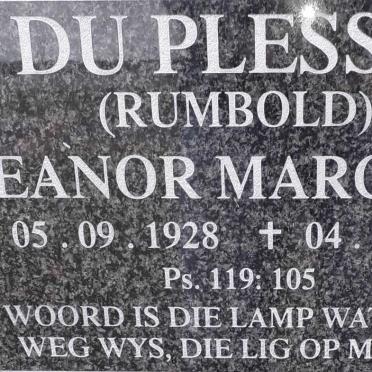 DU PLESS
(RUMBOLD)
EANOR MARG
05 . 09 . 1928 ✝ 04 .
Ps. 119: 105
WOORD IS DIE LAMP WA
WEG WYS, DIE LIG OP M